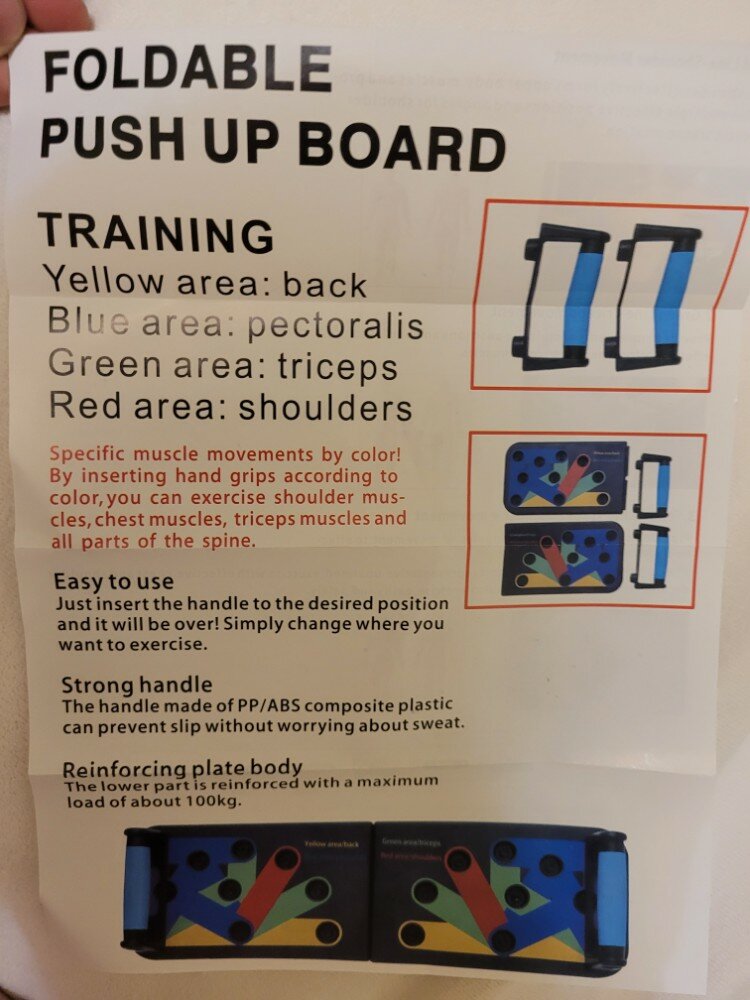 FOLDABLE
PUSH UP BOARD
TRAINING
Yellow area: back
Blue area: pectoralis
Green area: triceps
Red area: shoulders
Specific muscle movements by color!
By inserting hand grips according to
color,you can exercise shoulder mus-
cles,chest muscles, triceps muscles and
all parts of the spine.
Easy to use
Just insert the handle to the desired position
and it will be over! Simply change where you
want to exercise.
Strong handle
The handle made of PP/ABS composite plastic
can prevent slip without worrying about sweat.
Reinforcing plate body
The lower part is reinforced with a maximum
load of about 100kg.
Yellow area/back
Green area/triceps
Red area/shoulders